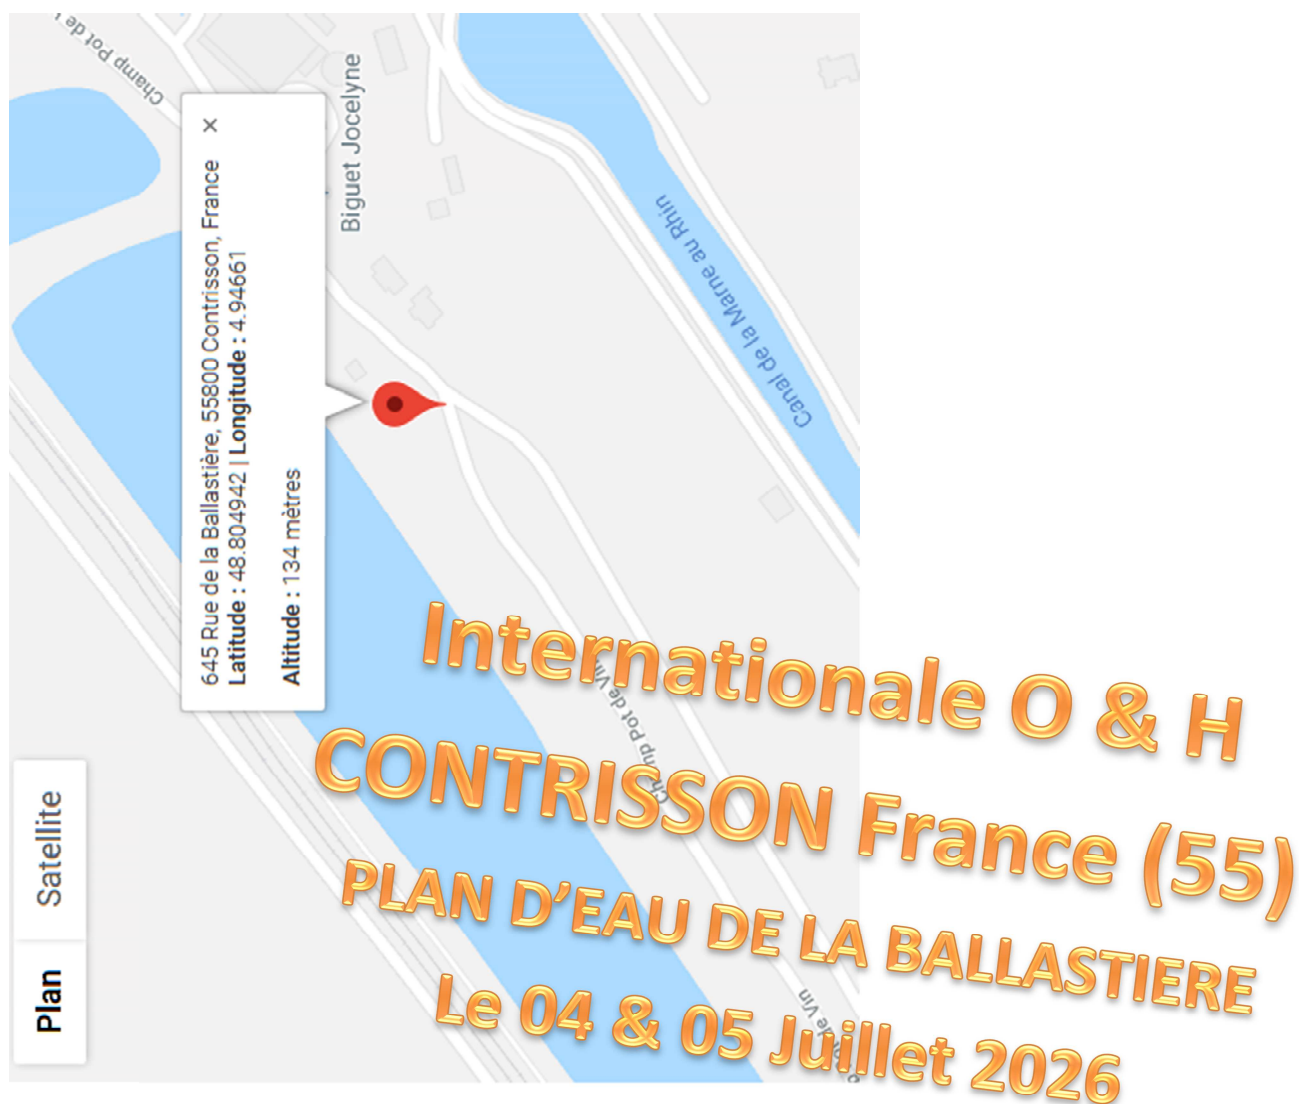 Champ Pot de
645 Rue de la Ballastière, 55800 Contrisson, France
Latitude : 48.804942 | Longitude : 4.94661
Altitude : 134 mètres
Biguet Jocelyne
Canal de la Marne au Rhin
Champ Pot de Vin
Plan
Satellite
Internationale O & H
CONTRISSON France (55)
PLAN D’EAU DE LA BALLASTIERE
Le 04 & 05 Juillet 2026
de Vin